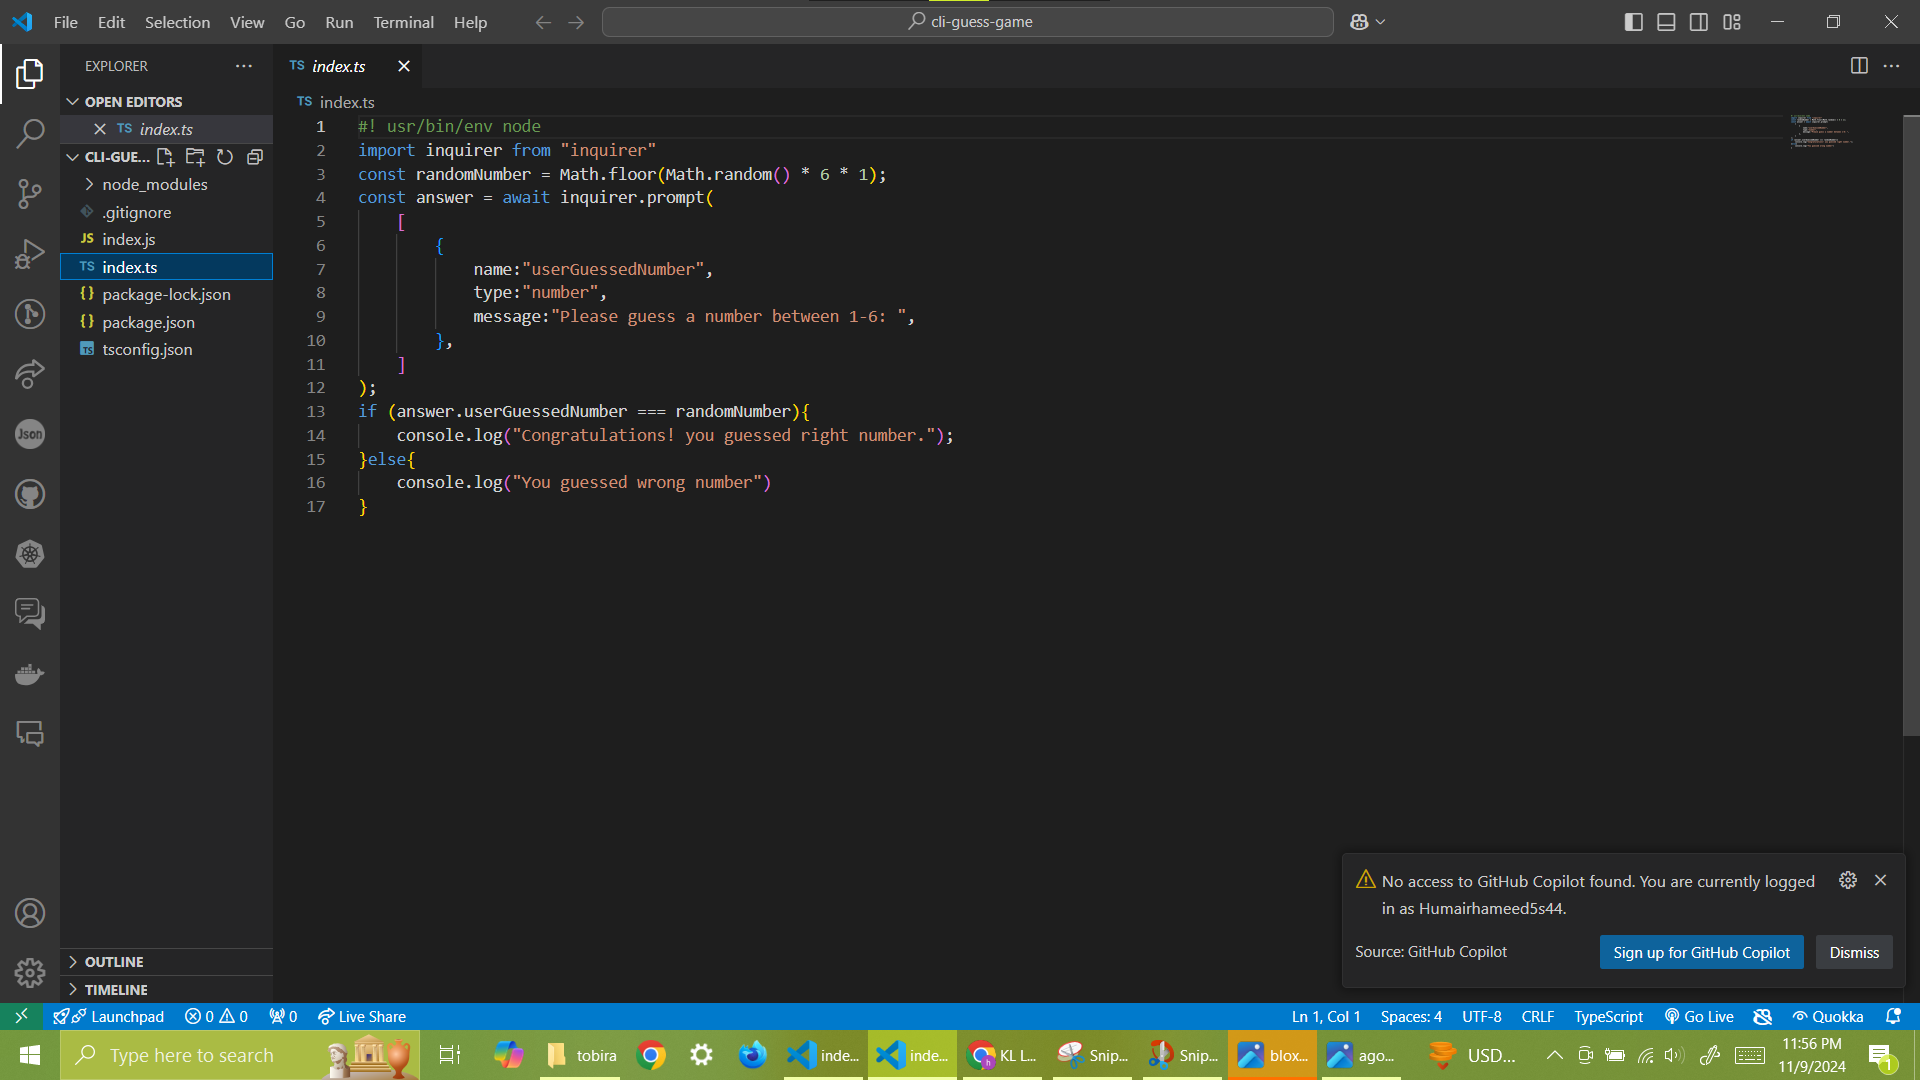 File Edit Selection View Go Run Terminal Help
cli-guess-game
EXPLORER
OPEN EDITORS
TS index.ts
CLI-GUE...
node_modules
.gitignore
JS index.js
TS index.ts
{} package-lock.json
{} package.json
TS tsconfig.json
OUTLINE
TIMELINE
Json
TS index.ts
TS index.ts
1 #! usr/bin/env node
2 import inquirer from "inquirer"
3 const randomNumber = Math.floor(Math.random() * 6 * 1);
4 const answer = await inquirer.prompt(
5 [
6 {
7 name:"userGuessedNumber",
8 type:"number",
9 message:"Please guess a number between 1-6: ",
10 },
11 ]
12 );
13 if (answer.userGuessedNumber === randomNumber){
14 console.log("Congratulations! you guessed right number.");
15 }else{
16 console.log("You guessed wrong number")
17 }
No access to GitHub Copilot found. You are currently logged
in as Humairhameed5s44.
Source: GitHub Copilot
Sign up for GitHub Copilot
Dismiss
Launchpad 0 0 0 Live Share
Ln 1, Col 1 Spaces: 4 UTF-8 CRLF TypeScript Go Live Quokka
Type here to search
tobira
inde...
inde...
KL L...
Snip...
Snip...
blox...
ago...
USD...
11:56 PM
11/9/2024
1